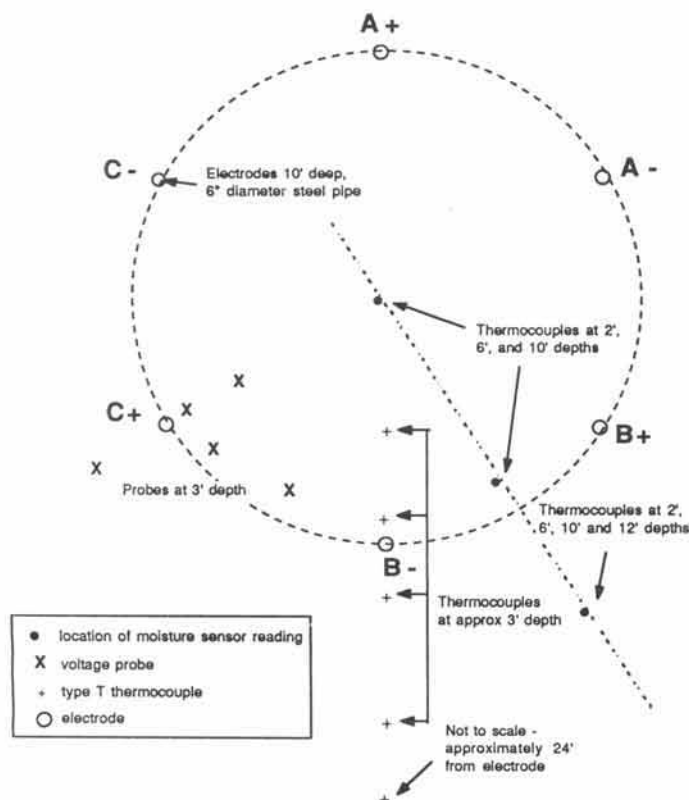 A+
C-
Electrodes 10' deep,
6" diameter steel pipe
A-
Thermocouples at 2',
6', and 10' depths
C+
X
X
X
X
X
B+
Probes at 3' depth
Thermocouples at 2',
6', 10' and 12' depths
B-
Thermocouples
at approx 3' depth
location of moisture sensor reading
X voltage probe
+ type T thermocouple
electrode
Not to scale -
approximately 24'
from electrode